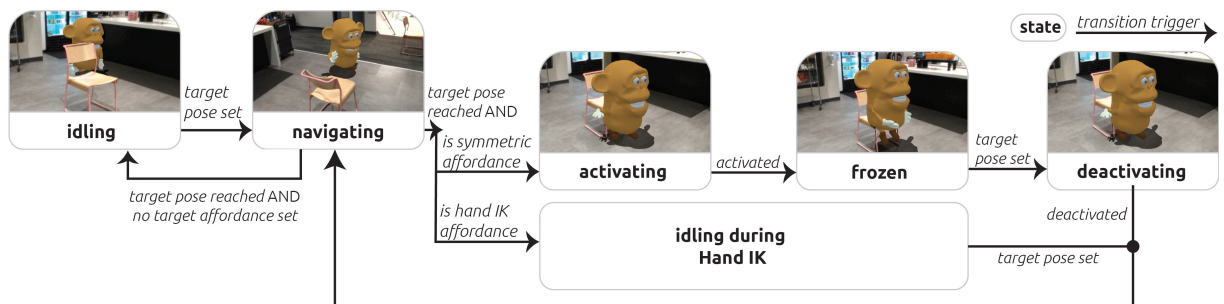 state
transition trigger
target
pose set
idling
navigating
target pose
reached AND
is symmetric
affordance
activating
activated
frozen
target
pose set
deactivating
target pose reached AND
no target affordance set
is hand IK
affordance
idling during
Hand IK
deactivated
target pose set